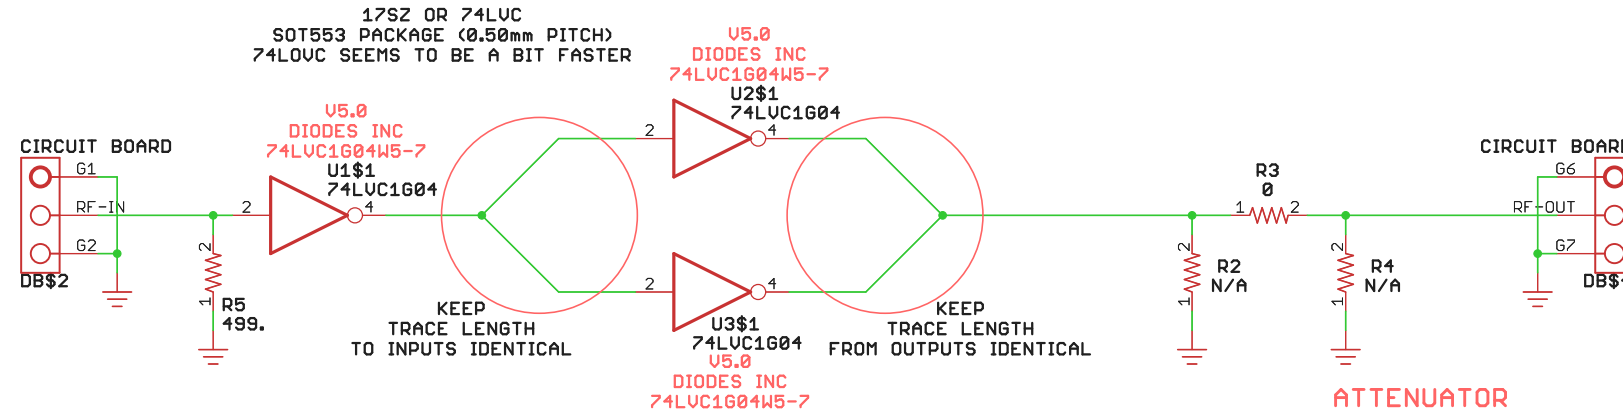 17SZ OR 74LVC
SOT553 PACKAGE (0.50mm PITCH)
74LOVC SEEMS TO BE A BIT FASTER
V5.0
DIODES INC
74LVC1G04W5-7
U2$1
74LVC1G04
2
4
V5.0
DIODES INC
74LVC1G04W5-7
U1$1
74LVC1G04
2
4
CIRCUIT BOARD
G1
RF-IN
G2
DB$2
2
1
R5
499.
KEEP
TRACE LENGTH
TO INPUTS IDENTICAL
2
4
U3$1
74LVC1G04
V5.0
DIODES INC
74LVC1G04W5-7
KEEP
TRACE LENGTH
FROM OUTPUTS IDENTICAL
R3
0
1
2
2
1
R2
N/A
2
1
R4
N/A
ATTENUATOR
CIRCUIT BOAR
G6
RF-OUT
G7
DB$